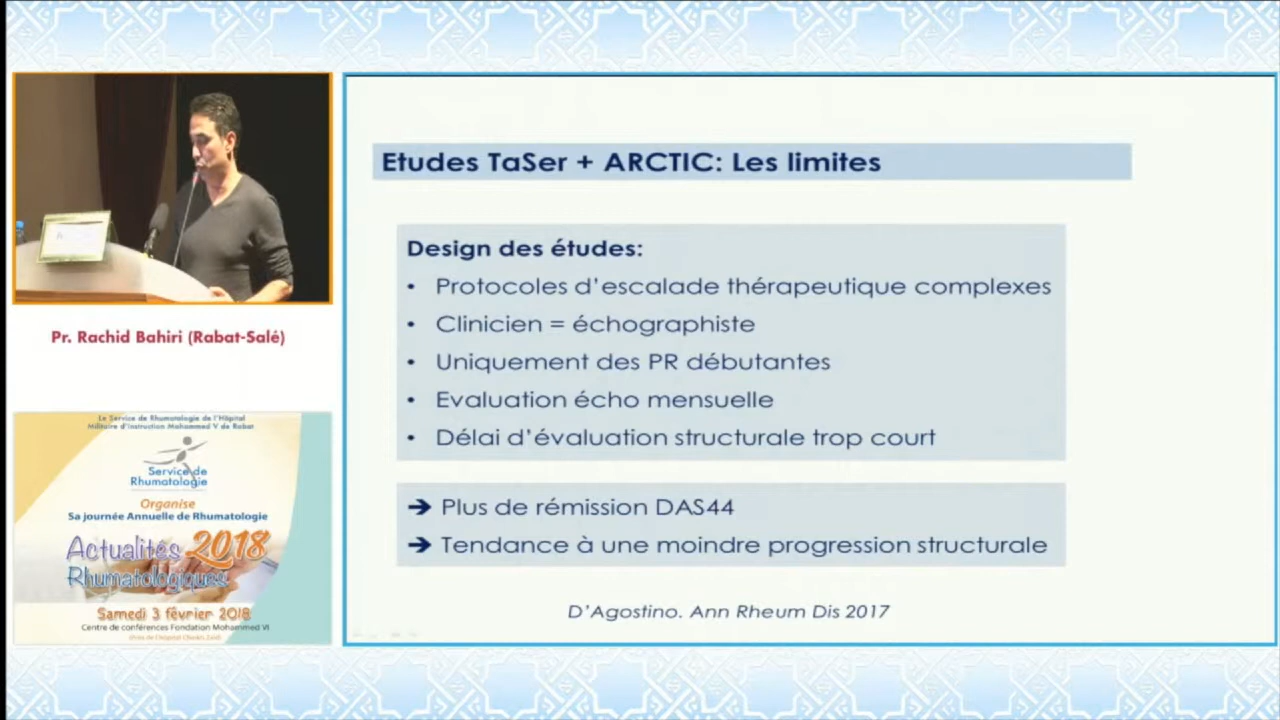 Etudes TaSer + ARCTIC: Les limites
Design des études:
• Protocoles d’escalade thérapeutique complexes
• Clinicien = échographiste
• Uniquement des PR débutantes
• Evaluation écho mensuelle
• Délai d’évaluation structurale trop court
➔ Plus de rémission DAS44
➔ Tendance à une moindre progression structurale
D’Agostino. Ann Rheum Dis 2017
Pr. Rachid Bahiri (Rabat-Salé)
Le Service de Rhumatologie de l’Hôpital
Militaire d’Instruction Mohammed V de Rabat
Service de
Rhumatologie
Organise
Sa journée Annuelle de Rhumatologie
Actualités 2018
Rhumatologiques
Samedi 3 février 2018
Centre de conférences Fondation Mohammed VI